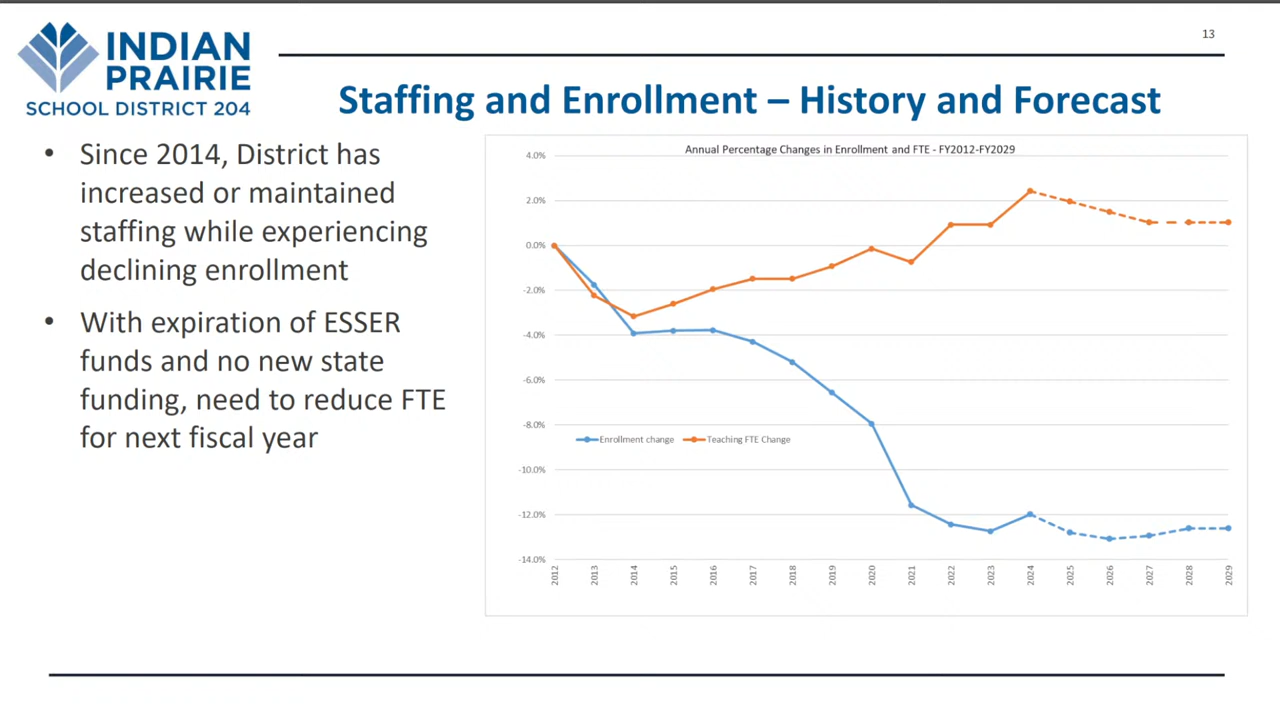 13
INDIAN
PRAIRIE
SCHOOL DISTRICT 204
Staffing and Enrollment – History and Forecast
• Since 2014, District has
increased or maintained
staffing while experiencing
declining enrollment
• With expiration of ESSER
funds and no new state
funding, need to reduce FTE
for next fiscal year
Annual Percentage Changes in Enrollment and FTE - FY2012-FY2029
4.0%
2.0%
0.0%
-2.0%
-4.0%
-6.0%
-8.0%
-10.0%
-12.0%
-14.0%
Enrollment change
Teaching FTE Change
2012
2013
2014
2015
2016
2017
2018
2019
2020
2021
2022
2023
2024
2025
2026
2027
2028
2029